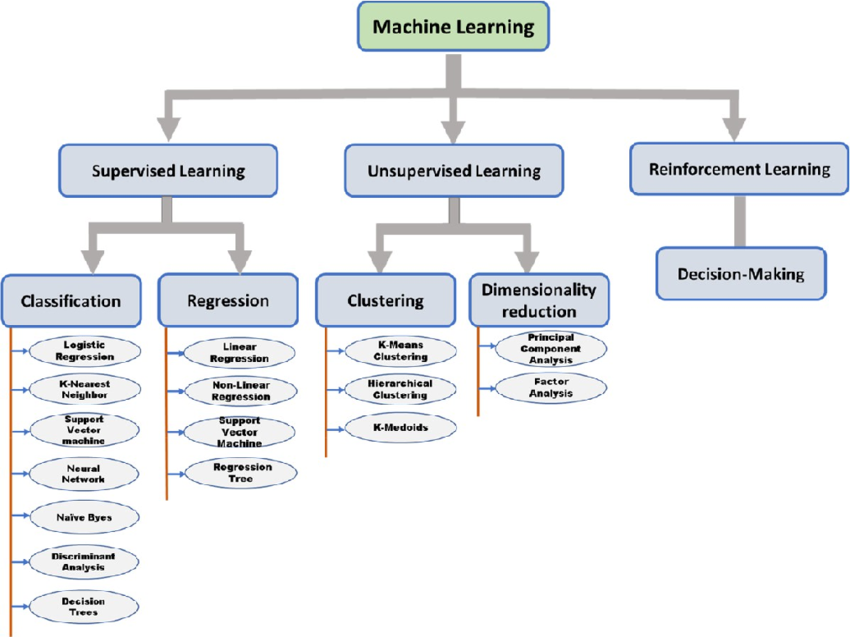 Machine Learning
Supervised Learning
Unsupervised Learning
Reinforcement Learning
Decision-Making
Classification
Regression
Clustering
Dimensionality
reduction
Logistic
Regression
K-Nearest
Neighbor
Support
Vector
machine
Neural
Network
Naïve Byes
Discriminant
Analysis
Decision
Trees
Linear
Regression
Non-Linear
Regression
Support
Vector
Machine
Regression
Tree
K-Means
Clustering
Hierarchical
Clustering
K-Medoids
Principal
Component
Analysis
Factor
Analysis